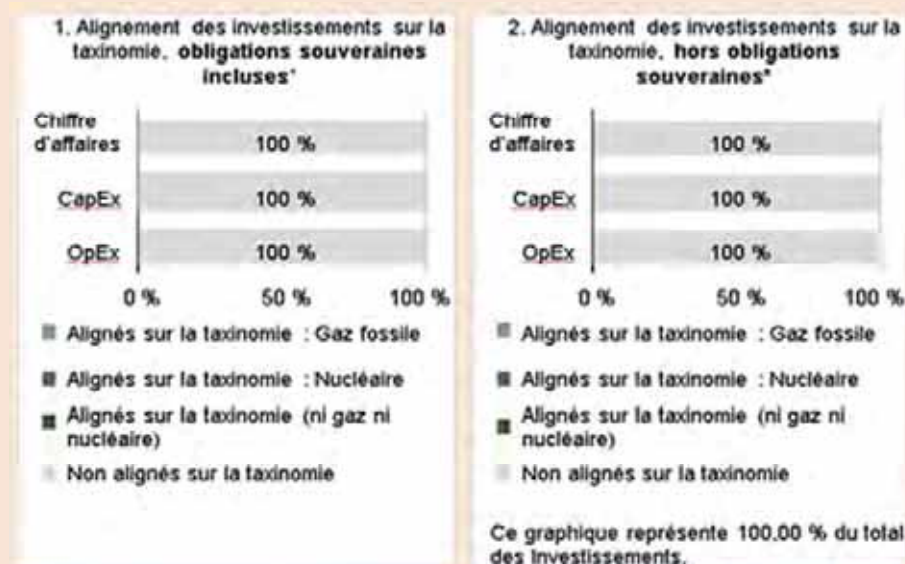 1. Alignement des investissements sur la
taxinomie, obligations souveraines
incluses*
Chiffre
d'affaires
100 %
CapEx
100 %
OpEx
100 %
0 %
50 %
100 %
Alignés sur la taxinomie : Gaz fossile
Alignés sur la taxinomie : Nucléaire
Alignés sur la taxinomie (ni gaz ni
nucléaire)
Non alignés sur la taxinomie
2. Alignement des investissements sur la
taxinomie, hors obligations
souveraines*
Chiffre
d'affaires
100 %
CapEx
100 %
OpEx
100 %
0 %
50 %
100 %
Alignés sur la taxinomie : Gaz fossile
Alignés sur la taxinomie : Nucléaire
Alignés sur la taxinomie (ni gaz ni
nucléaire)
Non alignés sur la taxinomie
Ce graphique représente 100.00 % du total
des Investissements.